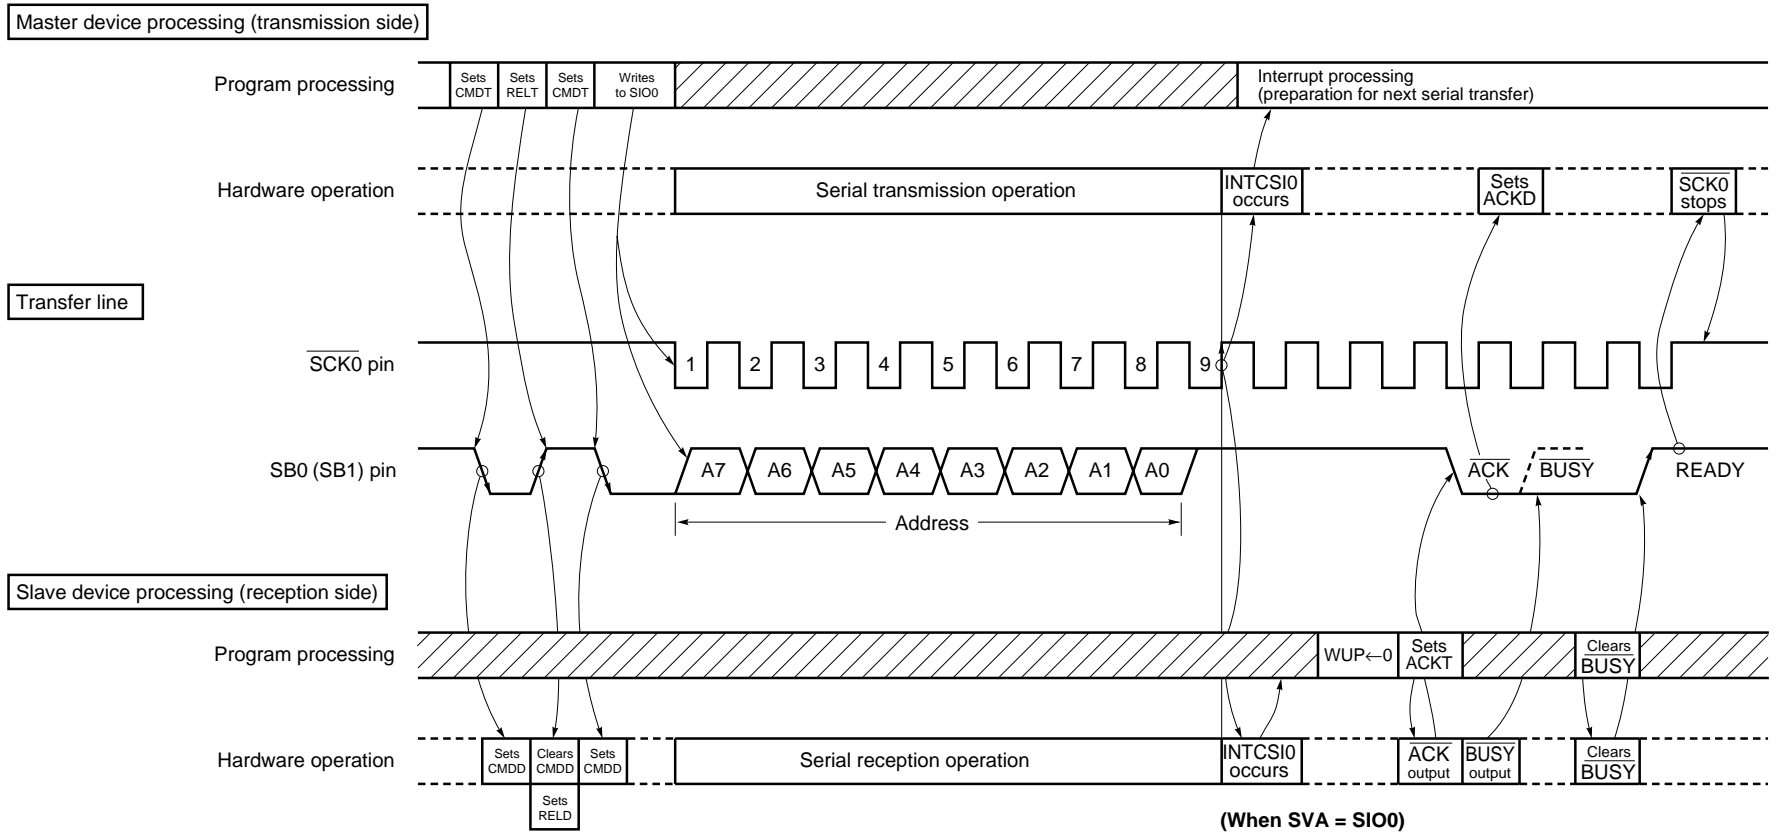 Master device processing (transmission side)
Program processing
Sets CMDT
Sets RELT
Sets CMDT
Writes to SIO0
Interrupt processing
(preparation for next serial transfer)
Hardware operation
Serial transmission operation
INTCSI0 occurs
Sets ACKD
SCK0 stops
Transfer line
SCK0 pin
1 2 3 4 5 6 7 8 9
SB0 (SB1) pin
A7 A6 A5 A4 A3 A2 A1 A0
ACK
BUSY
READY
Address
Slave device processing (reception side)
Program processing
WUP←0
Sets ACKT
Clears BUSY
Hardware operation
Sets CMDD
Clears CMDD
Sets CMDD
Serial reception operation
INTCSI0 occurs
ACK output
BUSY output
Clears BUSY
Sets RELD
(When SVA = SIO0)